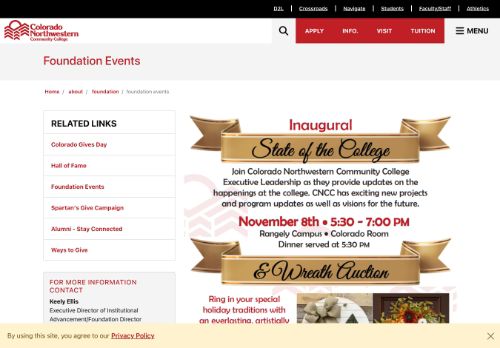 D2L
Crossroads
Navigate
Students
Faculty/Staff
Athletics
Colorado
Northwestern
Community College
APPLY
INFO.
VISIT
TUITION
MENU
Foundation Events
Home / about / foundation / foundation events
RELATED LINKS
Colorado Gives Day
Hall of Fame
Foundation Events
Spartan's Give Campaign
Alumni - Stay Connected
Ways to Give
FOR MORE INFORMATION
CONTACT
Keely Ellis
Executive Director of Institutional
Advancement/Foundation Director
Inaugural
State of the College
Join Colorado Northwestern Community College
Executive Leadership as they provide updates on the
happenings at the college. CNCC has exciting new projects
and program updates as well as visions for the future.
November 8th • 5:30 - 7:00 PM
Rangely Campus • Colorado Room
Dinner served at 5:30 PM
& Wreath Auction
Ring in your special
holiday traditions with
an everlasting, artistially
By using this site, you agree to our Privacy Policy